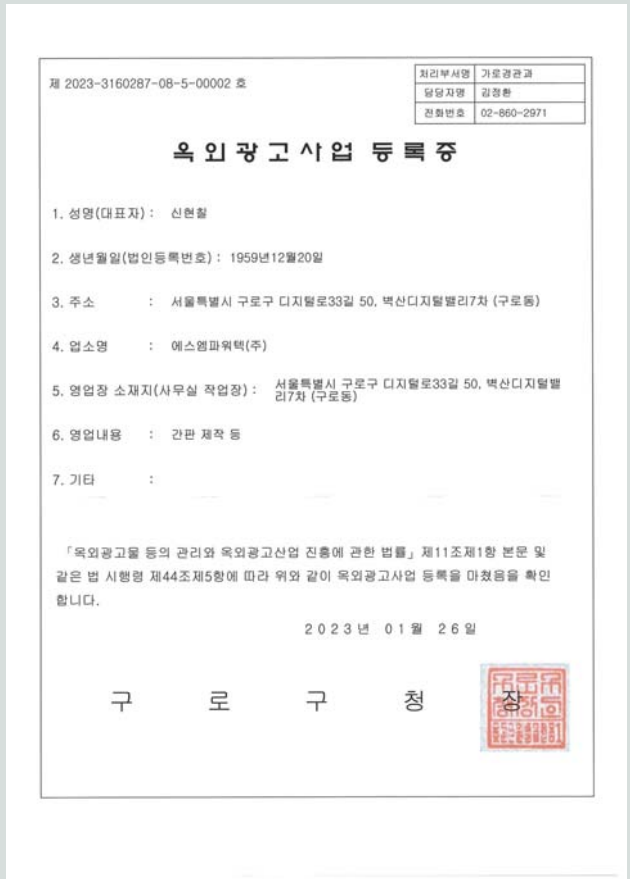 제 2023-3160287-08-5-00002 호
처리부서명 가로경관과
담당자명 김정환
전화번호 02-860-2971
옥외광고사업 등록증
1. 성명(대표자) : 신현칠
2. 생년월일(법인등록번호) : 1959년12월20일
3. 주소 : 서울특별시 구로구 디지털로33길 50, 벽산디지털밸리7차 (구로동)
4. 업소명 : 에스엠파워텍(주)
5. 영업장 소재지(사무실 작업장) : 서울특별시 구로구 디지털로33길 50, 벽산디지털밸
리7차 (구로동)
6. 영업내용 : 간판 제작 등
7. 기타 :
「옥외광고물 등의 관리와 옥외광고산업 진흥에 관한 법률」제11조제1항 본문 및
같은 법 시행령 제44조제5항에 따라 위와 같이 옥외광고사업 등록을 마쳤음을 확인
합니다.
2023년 01월 26일
구 로 구 청 장